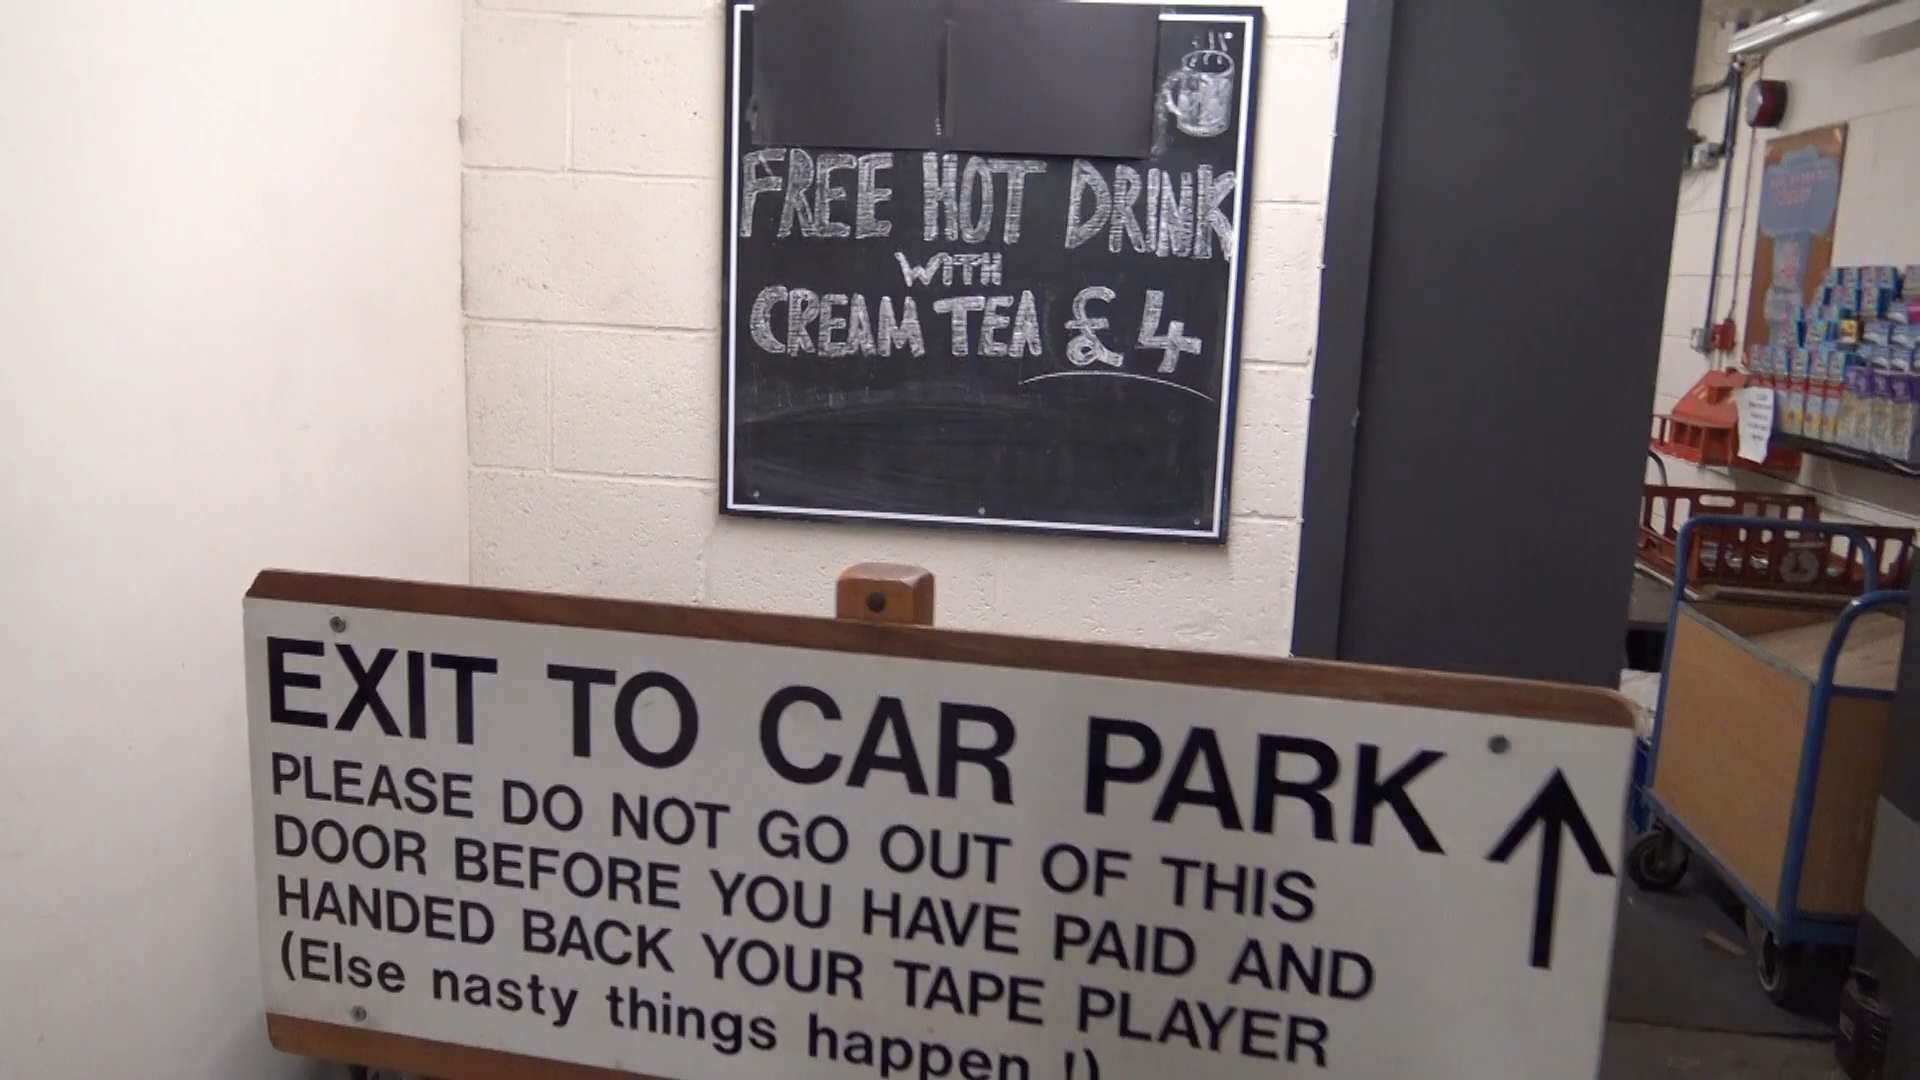 FREE HOT DRINK
WITH
CREAM TEA £4
EXIT TO CAR PARK ↑
PLEASE DO NOT GO OUT OF THIS
DOOR BEFORE YOU HAVE PAID AND
HANDED BACK YOUR TAPE PLAYER
(Else nasty things happen !)